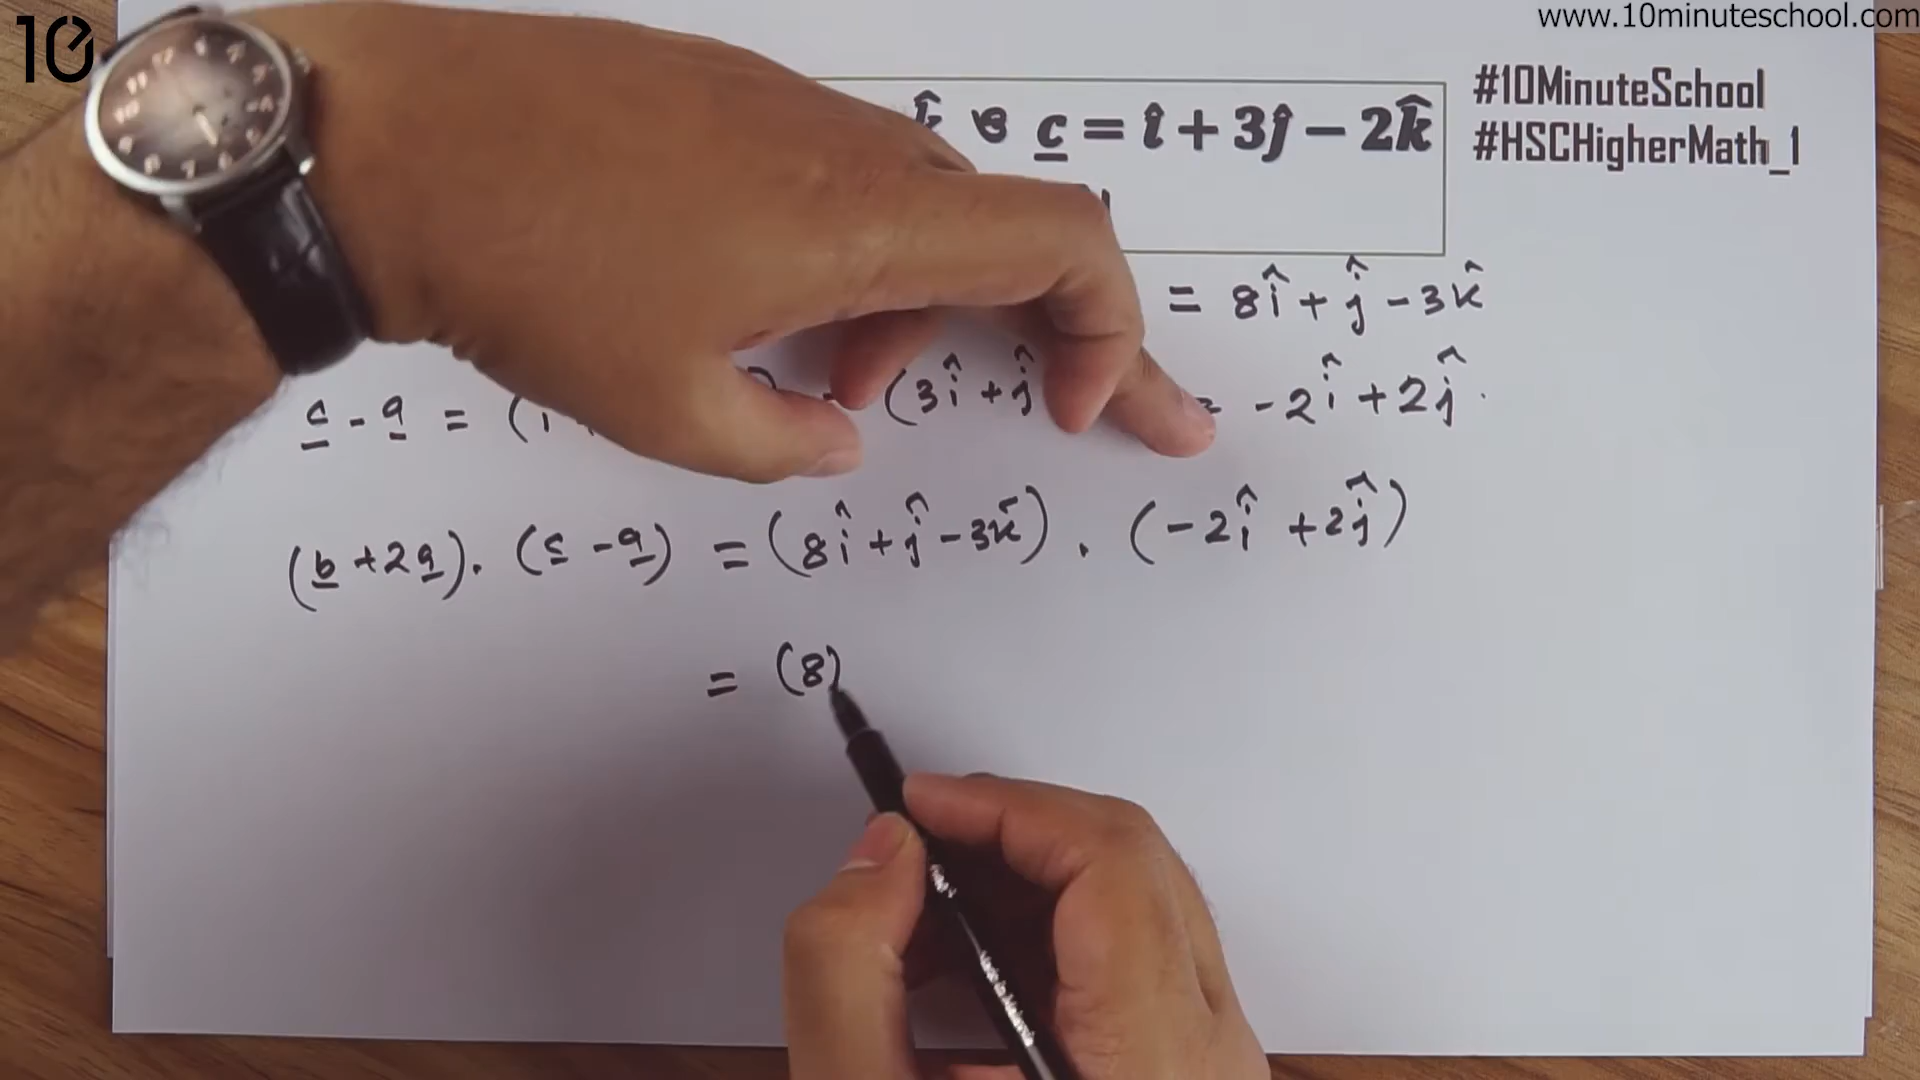 10
www.10minuteschool.com
#10MinuteSchool
#HSCHigherMath_1
k̂ ও c̲ = î + 3ĵ − 2k̂
= 8î + ĵ - 3k̂
c̲ - a̲ = (i (3î + ĵ = -2î + 2ĵ
(b̲ + 2a̲) . (c̲ - a̲) = (8î + ĵ - 3k̂) . (-2î + 2ĵ)
= (8)